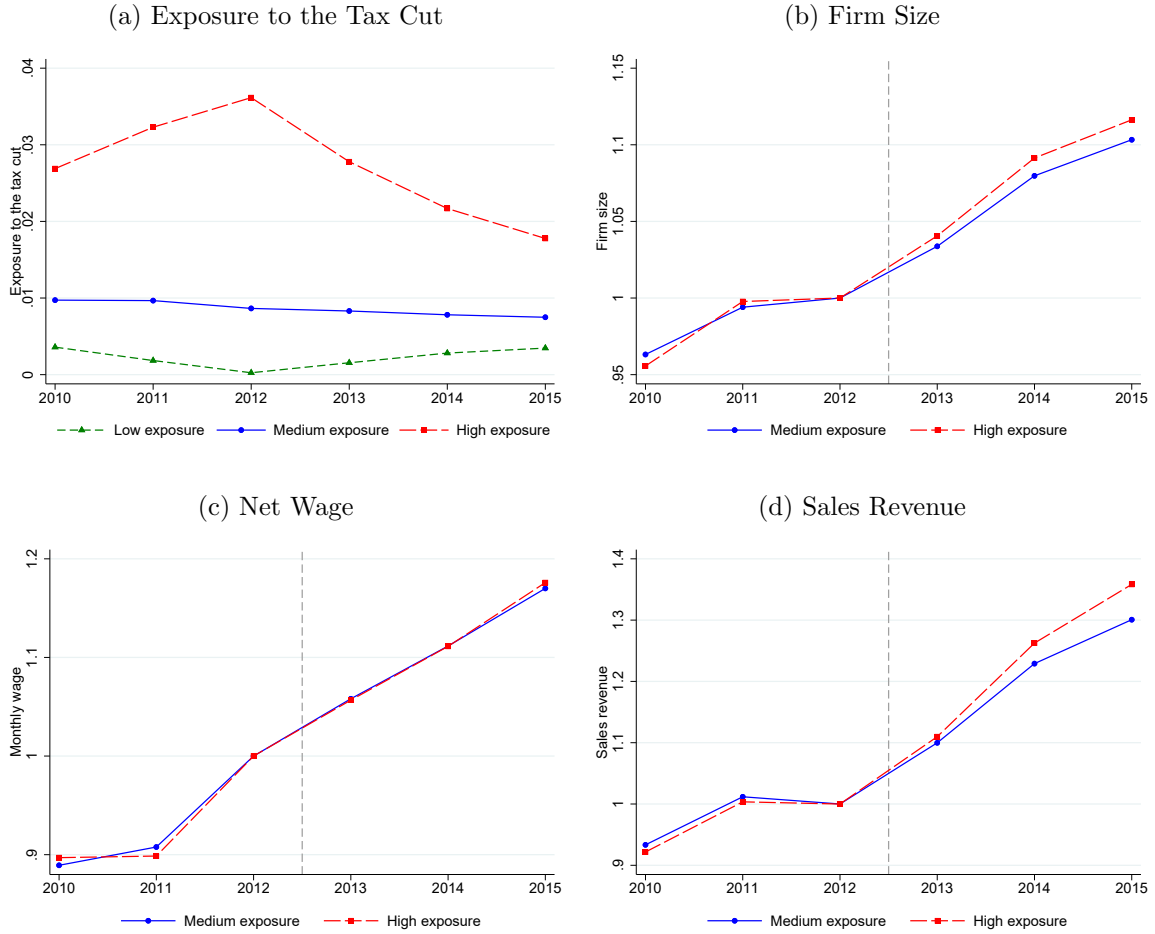 (a) Exposure to the Tax Cut
Exposure to the tax cut
.04
.03
.02
.01
0
2010 2011 2012 2013 2014 2015
Low exposure Medium exposure High exposure
(b) Firm Size
Firm size
1.15
1.1
1.05
1
.95
2010 2011 2012 2013 2014 2015
Medium exposure High exposure
(c) Net Wage
Monthly wage
1.2
1.1
1
.9
2010 2011 2012 2013 2014 2015
Medium exposure High exposure
(d) Sales Revenue
Sales revenue
1.4
1.3
1.2
1.1
1
.9
2010 2011 2012 2013 2014 2015
Medium exposure High exposure